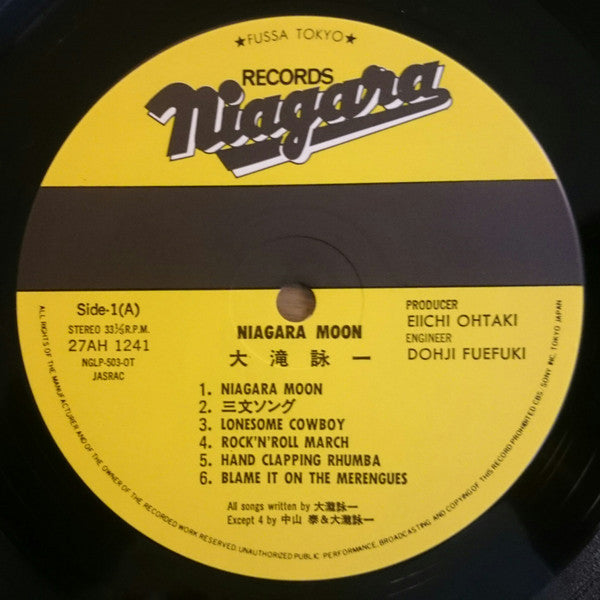 ★FUSSA TOKYO★
RECORDS
Niagara
Side-1(A)
STEREO 33⅓R.P.M.
27AH 1241
NGLP-503-OT
JASRAC
PRODUCER
EIICHI OHTAKI
ENGINEER
DOHJI FUEFUKI
NIAGARA MOON
大滝詠一
1. NIAGARA MOON
2. 三文ソング
3. LONESOME COWBOY
4. ROCK'N'ROLL MARCH
5. HAND CLAPPING RHUMBA
6. BLAME IT ON THE MERENGUES
All songs written by 大瀧詠一
Except 4 by 中山 泰&大瀧詠一
ALL RIGHTS OF THE MANUFACTURER AND OF THE OWNER OF THE RECORDED WORK RESERVED. UNAUTHORIZED PUBLIC PERFORMANCE, BROADCASTING AND COPYING OF THIS RECORD PROHIBITED CBS/SONY INC. TOKYO JAPAN